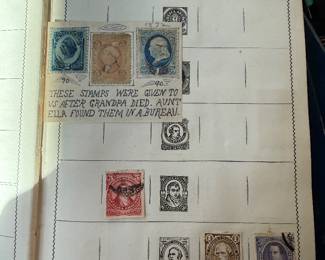 THESE STAMPS WERE GIVEN TO
US AFTER GRANDPA DIED. AUNT
ELLA FOUND THEM IN A BUREAU.